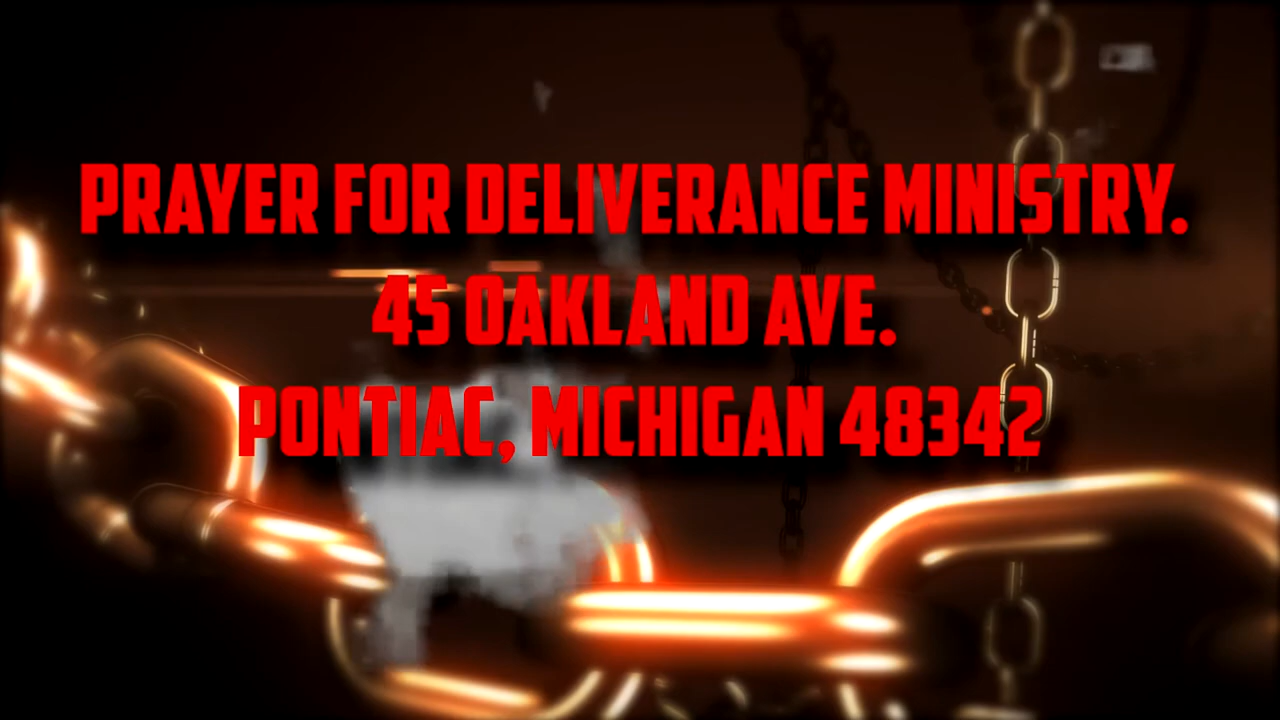 PRAYER FOR DELIVERANCE MINISTRY.
45 OAKLAND AVE.
PONTIAC, MICHIGAN 48342